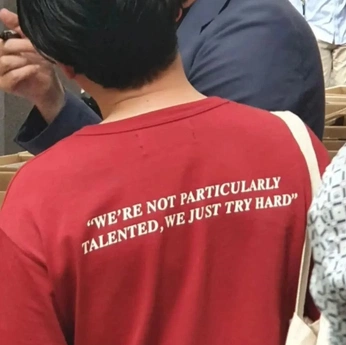 “WE’RE NOT PARTICULARLY
TALENTED, WE JUST TRY HARD”